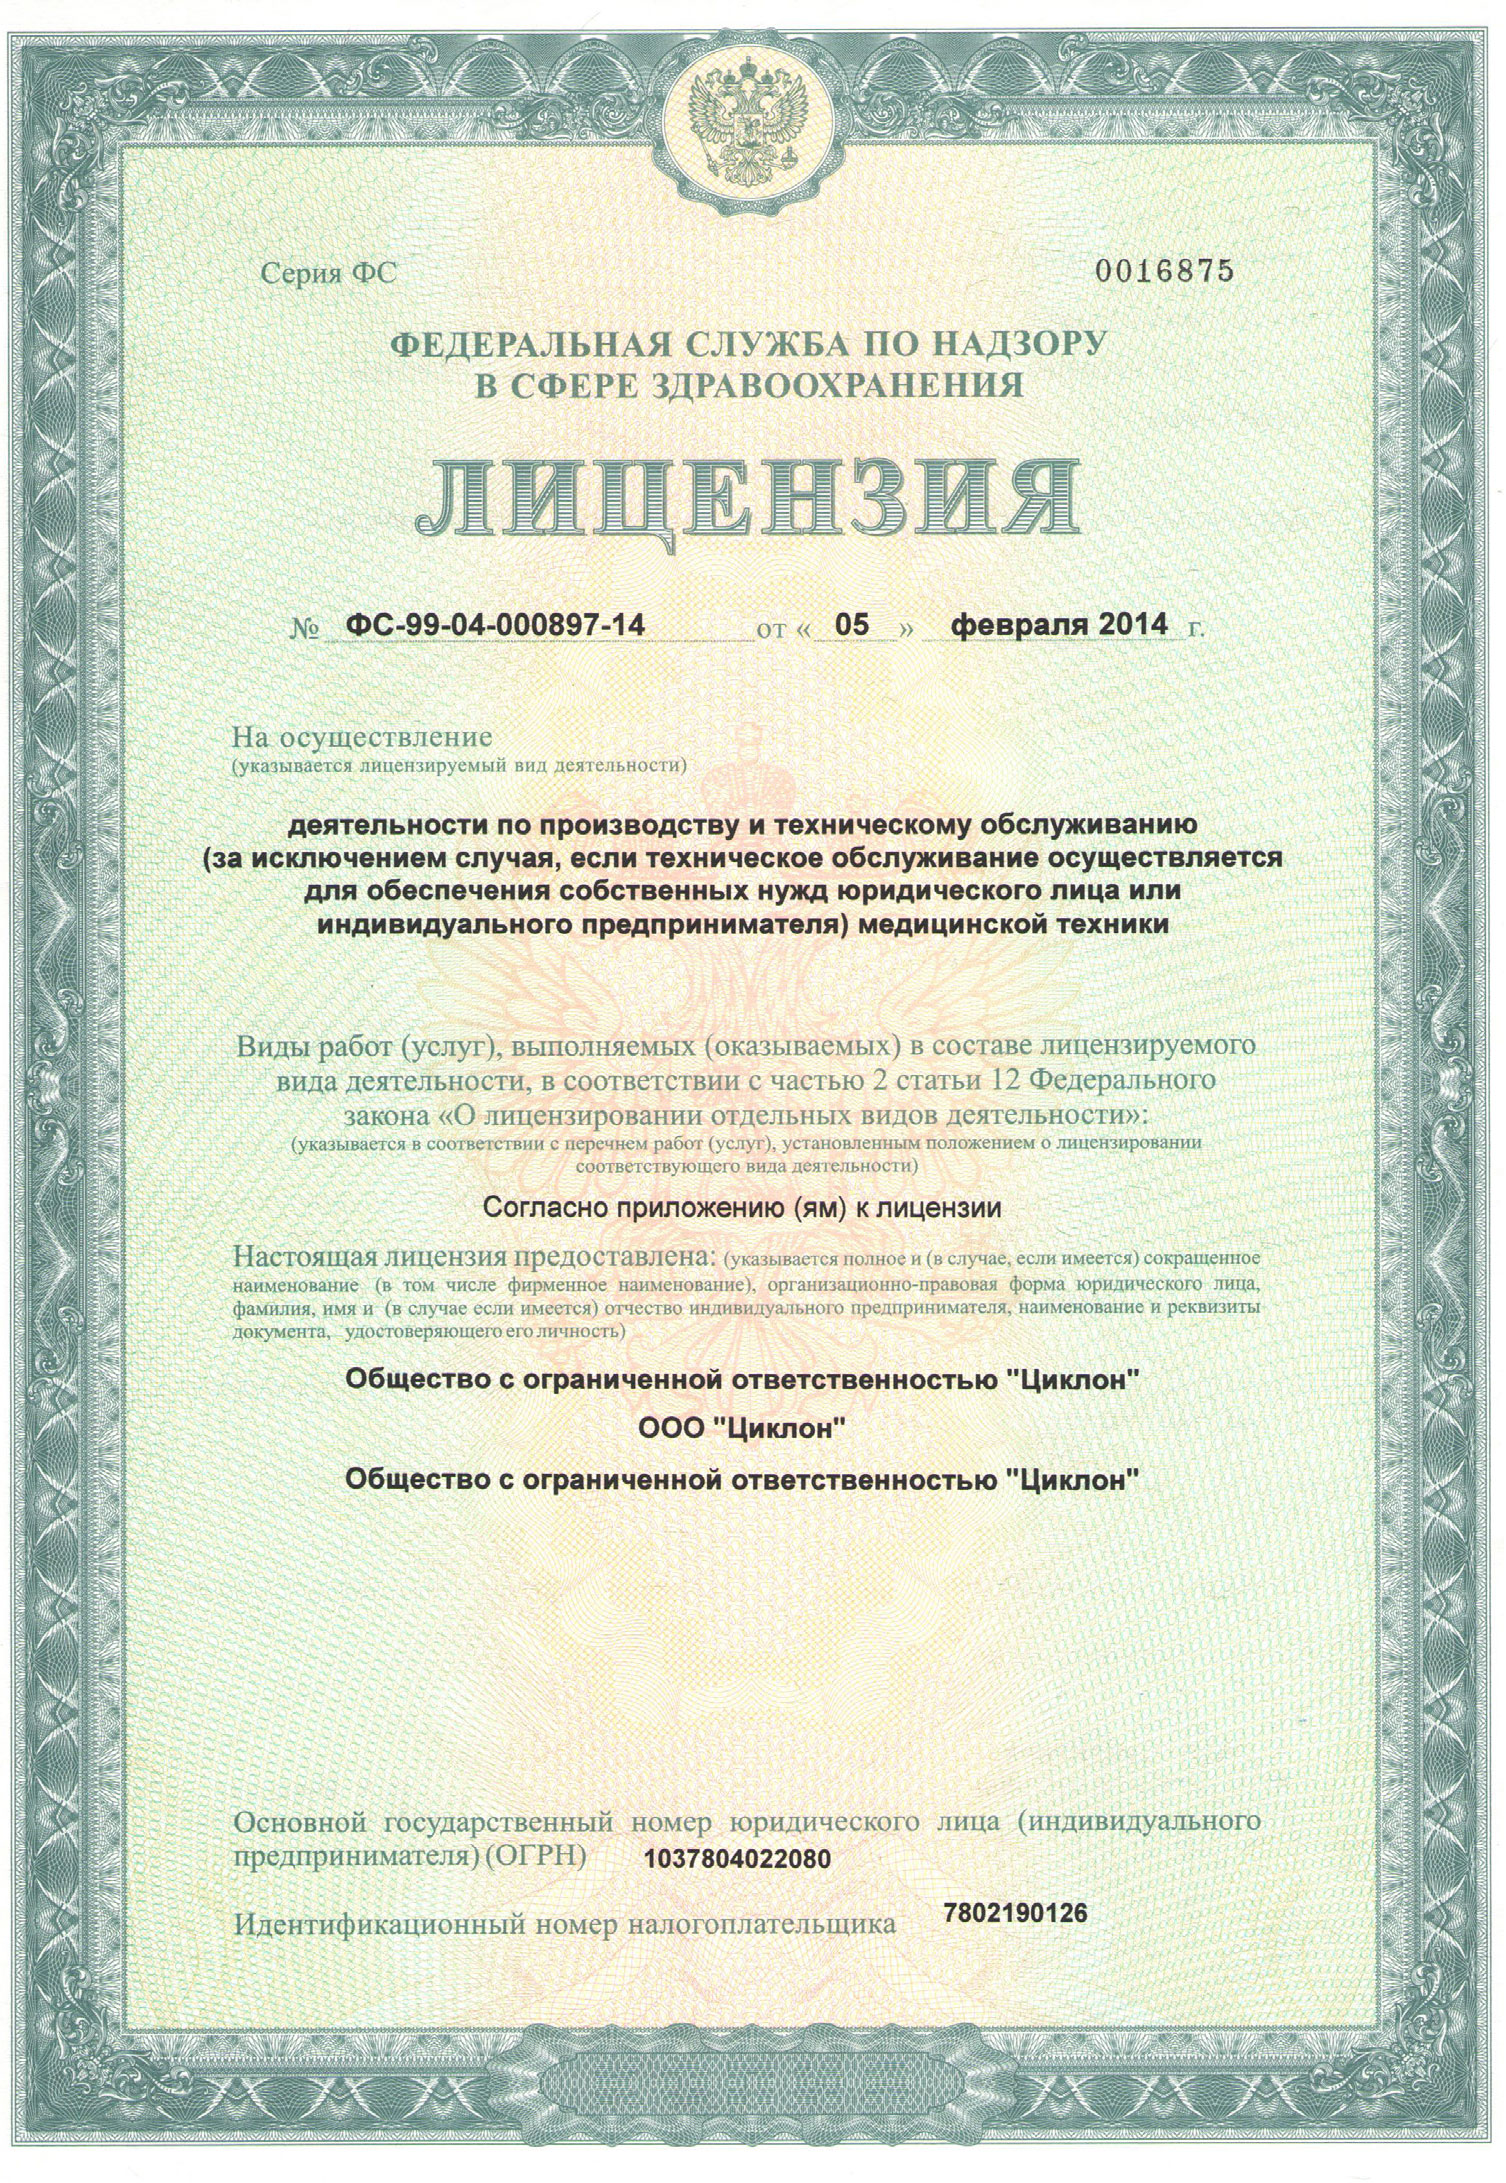 Серия ФС 0016875
ФЕДЕРАЛЬНАЯ СЛУЖБА ПО НАДЗОРУ
В СФЕРЕ ЗДРАВООХРАНЕНИЯ
ЛИЦЕНЗИЯ
№ ФС-99-04-000897-14 от « 05 » февраля 2014 г.
На осуществление
(указывается лицензируемый вид деятельности)
деятельности по производству и техническому обслуживанию
(за исключением случая, если техническое обслуживание осуществляется
для обеспечения собственных нужд юридического лица или
индивидуального предпринимателя) медицинской техники
Виды работ (услуг), выполняемых (оказываемых) в составе лицензируемого
вида деятельности, в соответствии с частью 2 статьи 12 Федерального
закона «О лицензировании отдельных видов деятельности»:
(указывается в соответствии с перечнем работ (услуг), установленным положением о лицензировании
соответствующего вида деятельности)
Согласно приложению (ям) к лицензии
Настоящая лицензия предоставлена: (указывается полное и (в случае, если имеется) сокращенное
наименование (в том числе фирменное наименование), организационно-правовая форма юридического лица,
фамилия, имя и (в случае если имеется) отчество индивидуального предпринимателя, наименование и реквизиты
документа, удостоверяющего его личность)
Общество с ограниченной ответственностью "Циклон"
ООО "Циклон"
Общество с ограниченной ответственностью "Циклон"
Основной государственный номер юридического лица (индивидуального
предпринимателя) (ОГРН) 1037804022080
Идентификационный номер налогоплательщика 7802190126